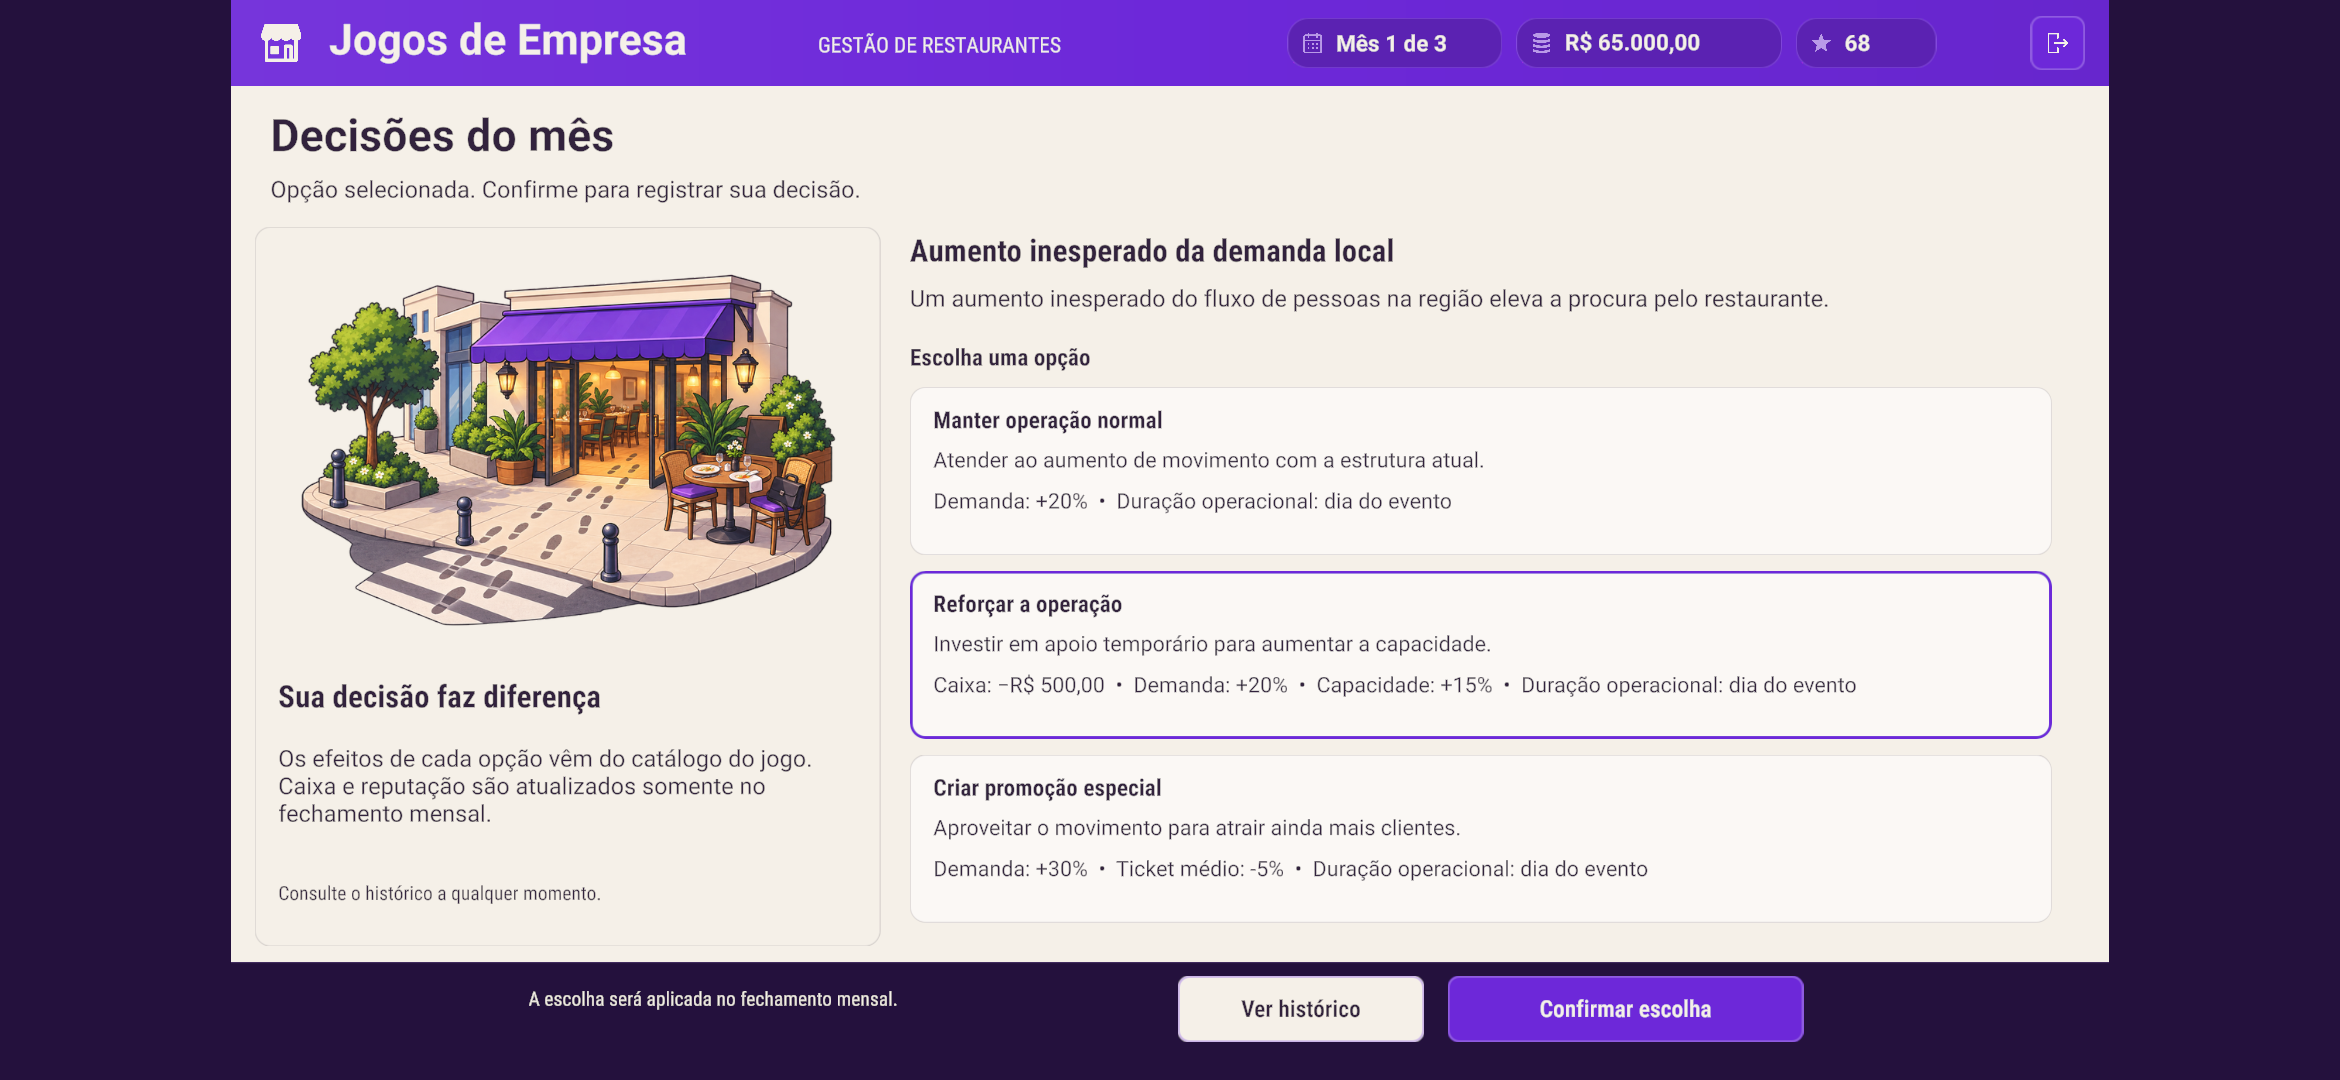 Jogos de Empresa
GESTÃO DE RESTAURANTES
Mês 1 de 3
R$ 65.000,00
68
Decisões do mês
Opção selecionada. Confirme para registrar sua decisão.
Sua decisão faz diferença
Os efeitos de cada opção vêm do catálogo do jogo.
Caixa e reputação são atualizados somente no
fechamento mensal.
Consulte o histórico a qualquer momento.
Aumento inesperado da demanda local
Um aumento inesperado do fluxo de pessoas na região eleva a procura pelo restaurante.
Escolha uma opção
Manter operação normal
Atender ao aumento de movimento com a estrutura atual.
Demanda: +20% • Duração operacional: dia do evento
Reforçar a operação
Investir em apoio temporário para aumentar a capacidade.
Caixa: −R$ 500,00 • Demanda: +20% • Capacidade: +15% • Duração operacional: dia do evento
Criar promoção especial
Aproveitar o movimento para atrair ainda mais clientes.
Demanda: +30% • Ticket médio: -5% • Duração operacional: dia do evento
A escolha será aplicada no fechamento mensal.
Ver histórico
Confirmar escolha